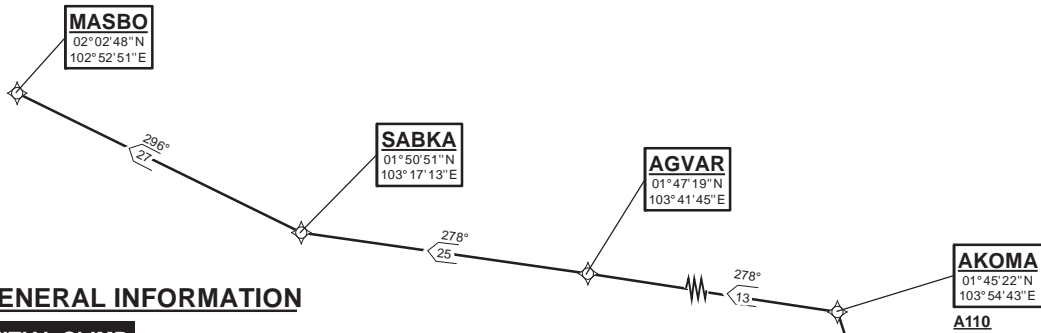 MASBO
02°02'48"N
102°52'51"E
296°
27
SABKA
01°50'51"N
103°17'13"E
278°
25
AGVAR
01°47'19"N
103°41'45"E
278°
13
AKOMA
01°45'22"N
103°54'43"E
A110
ENERAL INFORMATION